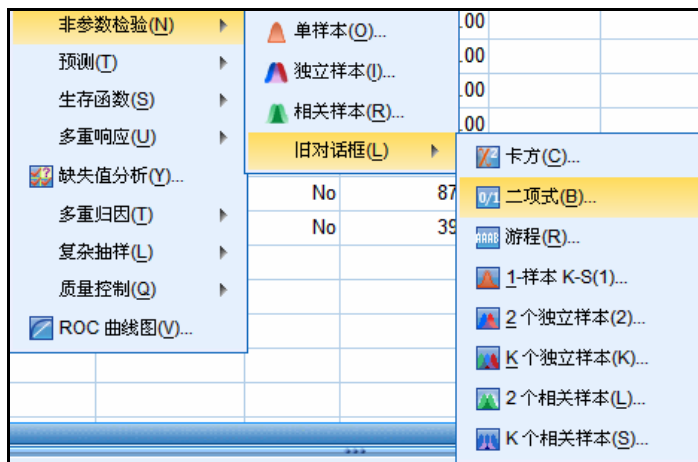 非参数检验(N)
预测(T)
生存函数(S)
多重响应(U)
缺失值分析(Y)...
多重归因(T)
复杂抽样(L)
质量控制(Q)
ROC 曲线图(V)...
单样本(O)...
独立样本(I)...
相关样本(R)...
旧对话框(L)
.00
.00
.00
.00
No 87
No 39
卡方(C)...
0/1 二项式(B)...
AAAB 游程(R)...
1-样本 K-S(1)...
2 个独立样本(2)...
K 个独立样本(K)...
2 个相关样本(L)...
K 个相关样本(S)...